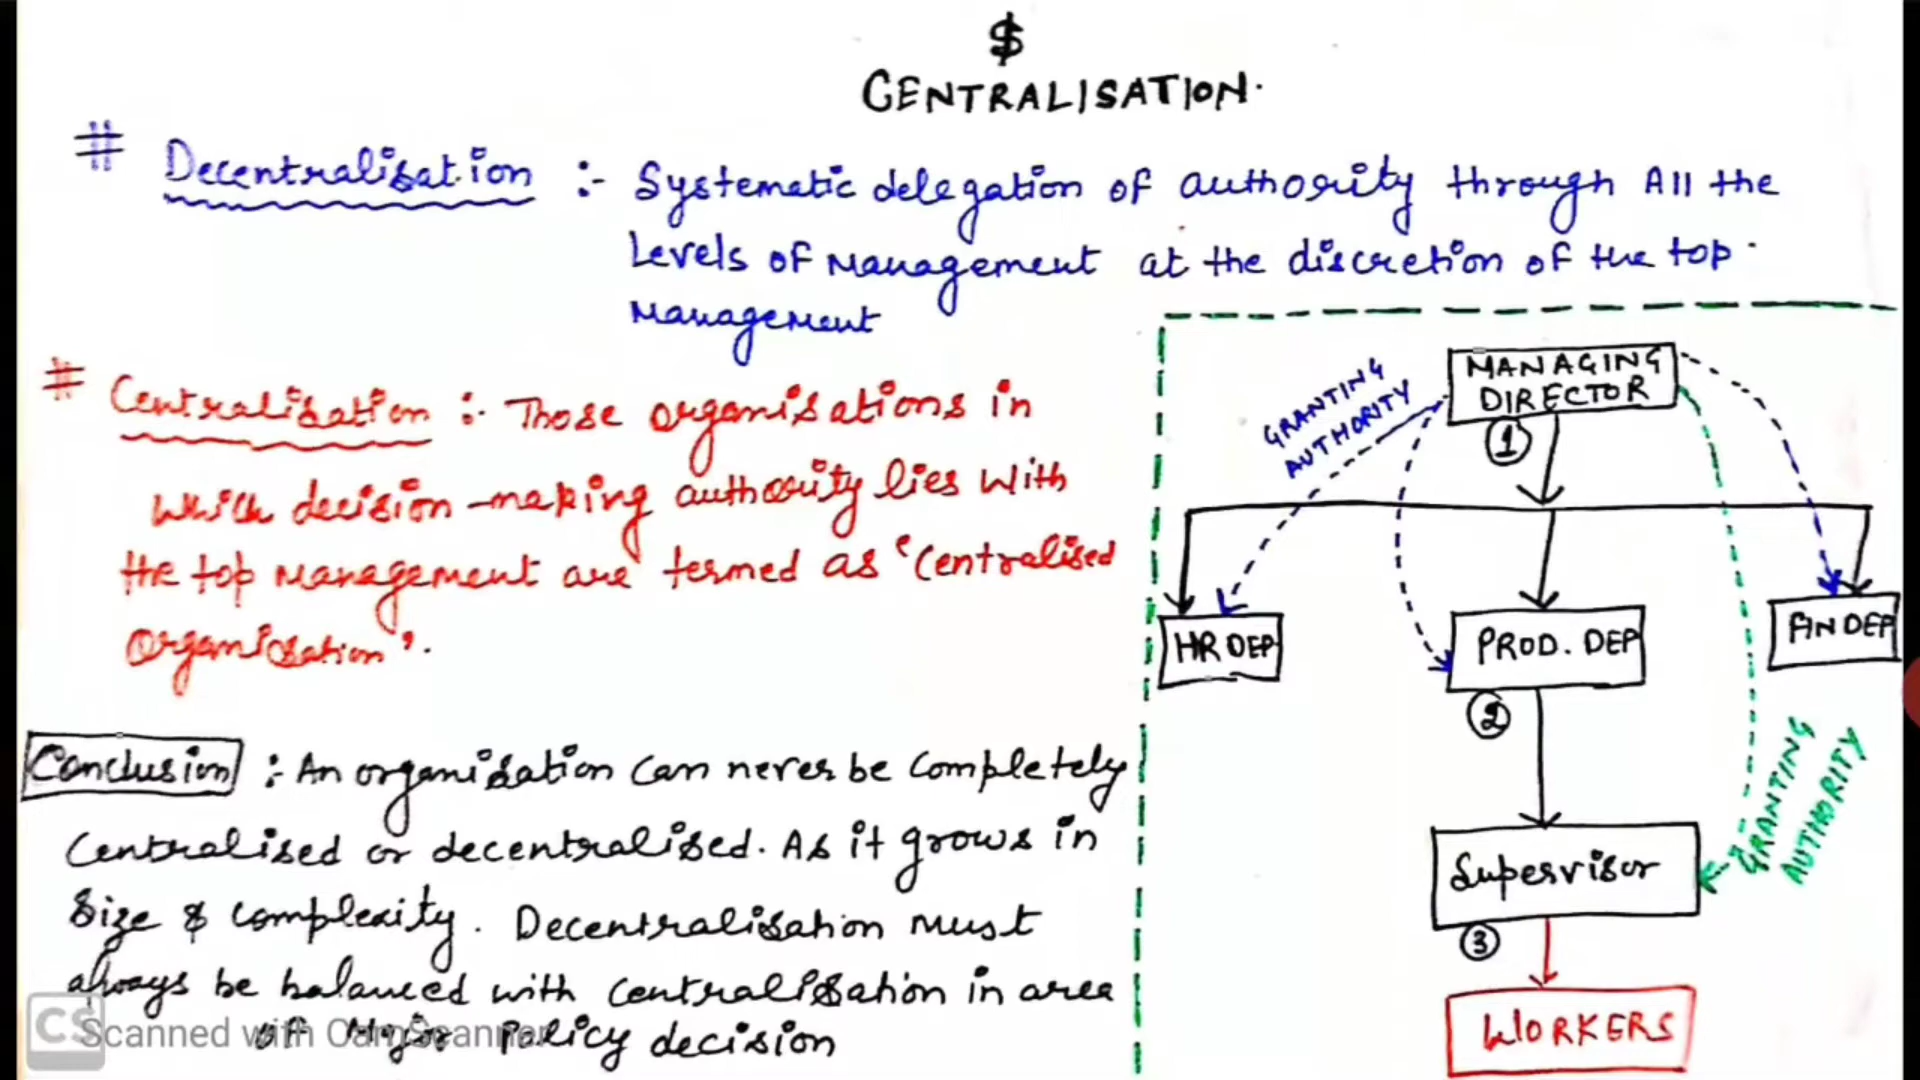 $
CENTRALISATION.
# Decentralisation :- Systematic delegation of authority through All the
levels of Management at the discretion of the top
Management
# Centralisation :- Those organisations in
which decision-making authority lies with
the top management are termed as 'Centralised
Organisation'.
Conclusion : An organisation can never be completely
Centralised or decentralised. As it grows in
Size & complexity. Decentralisation must
always be balanced with centralisation in area
of Major Policy decision
MANAGING
DIRECTOR
1
GRANTING
AUTHORITY
HR DEP
PROD. DEP
FIN DEP
2
GRANTING
AUTHORITY
Supervisor
3
WORKERS
CS Scanned with CamScanner